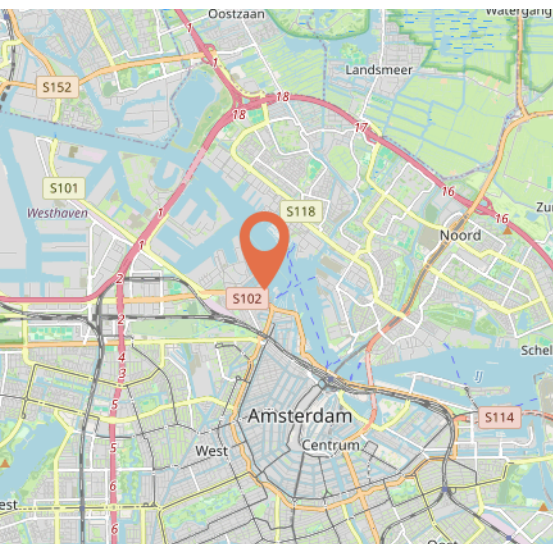 Oostzaan
Watergang
1
1
Landsmeer
S152
18
18
17
S101
16
Westhaven
1
S118
16
Zu
Noord
1
2
S102
2
Schel
4
3
IJ
5
Amsterdam
S114
5
West
Centrum
6
6
est
Oost